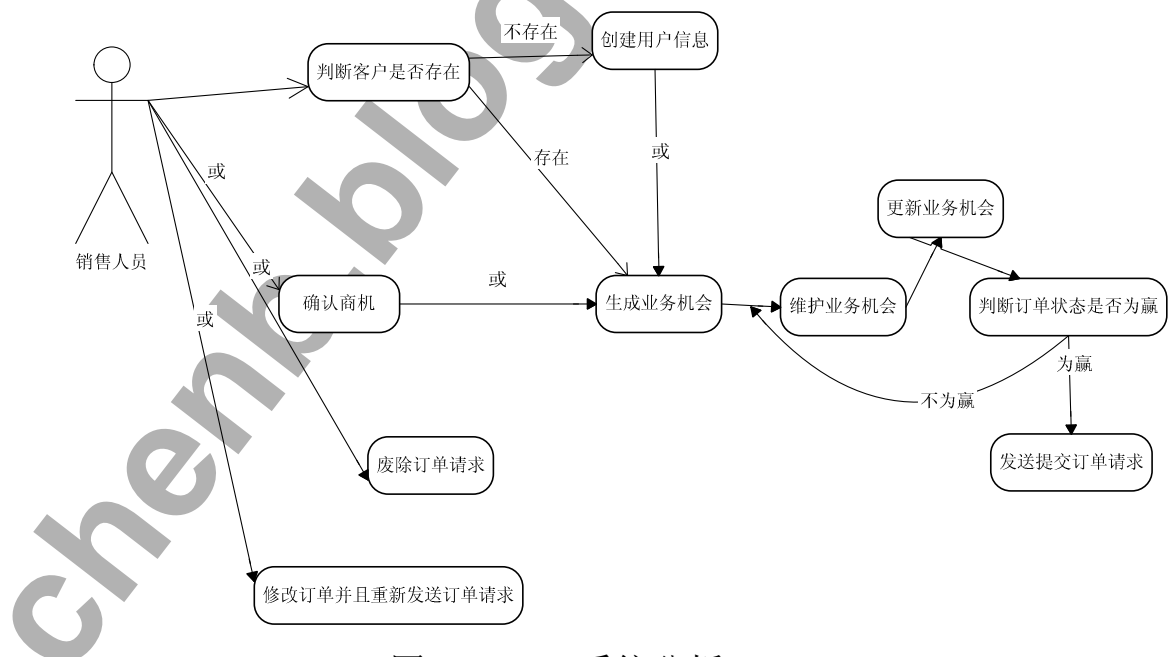 不存在
创建用户信息
判断客户是否存在
存在
或
或
更新业务机会
销售人员
或
或
确认商机
或
生成业务机会
维护业务机会
判断订单状态是否为赢
为赢
不为赢
废除订单请求
发送提交订单请求
修改订单并且重新发送订单请求
chenb.blog